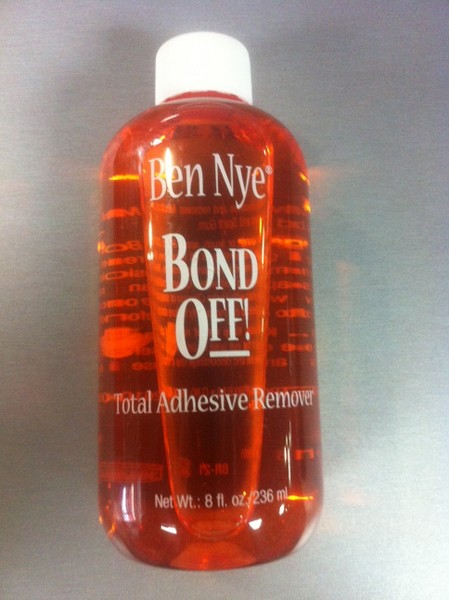 Ben Nye®
BOND
OFF!
Total Adhesive Remover
Net Wt.: 8 fl. oz./236 ml